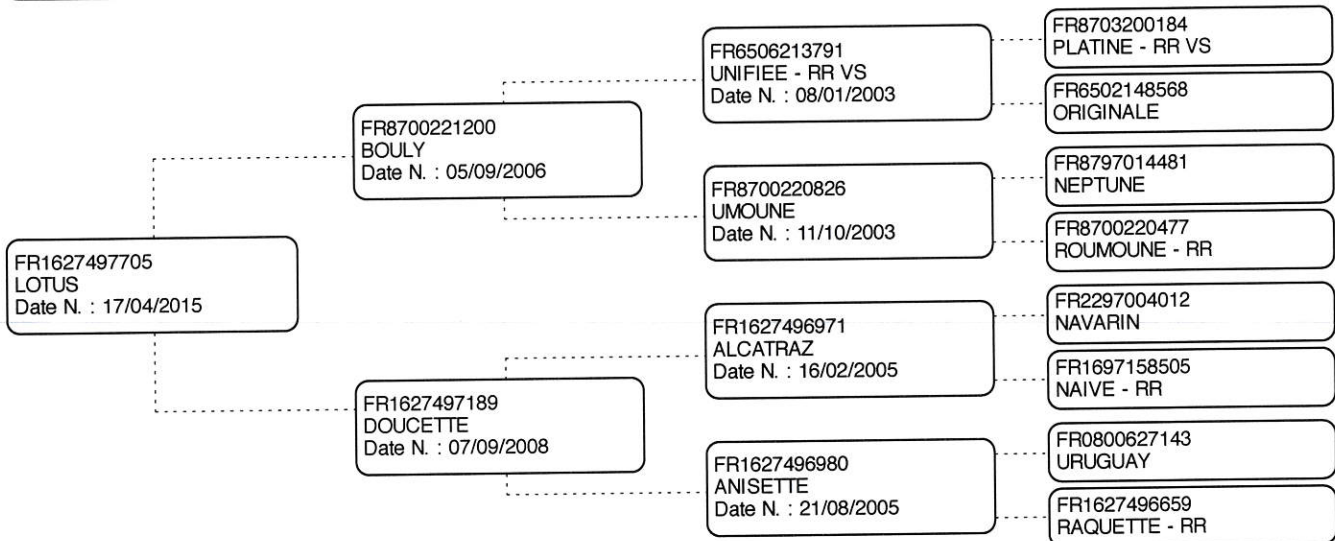 FR1627497705
LOTUS
Date N. : 17/04/2015
FR8700221200
BOULY
Date N. : 05/09/2006
FR1627497189
DOUCETTE
Date N. : 07/09/2008
FR6506213791
UNIFIEE - RR VS
Date N. : 08/01/2003
FR8700220826
UMOUNE
Date N. : 11/10/2003
FR1627496971
ALCATRAZ
Date N. : 16/02/2005
FR1627496980
ANISETTE
Date N. : 21/08/2005
FR8703200184
PLATINE - RR VS
FR6502148568
ORIGINALE
FR8797014481
NEPTUNE
FR8700220477
ROUMOUNE - RR
FR2297004012
NAVARIN
FR1697158505
NAIVE - RR
FR0800627143
URUGUAY
FR1627496659
RAQUETTE - RR